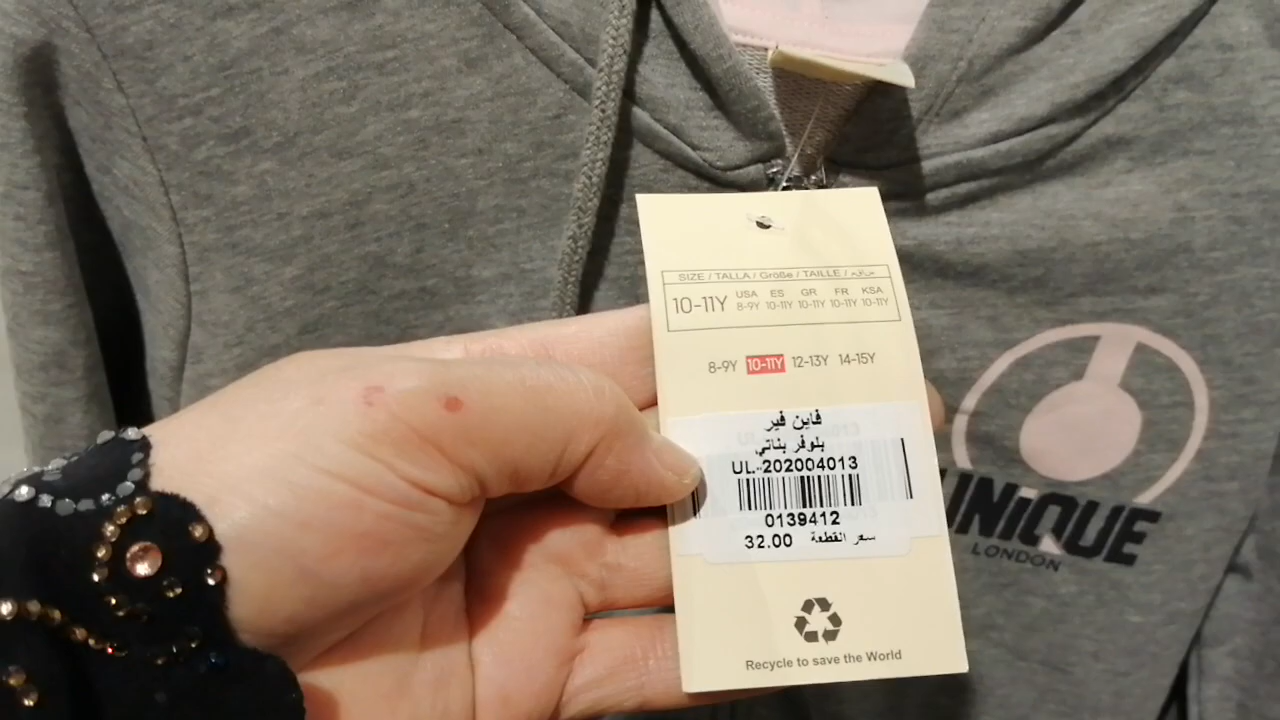 SIZE / TALLA / Größe / TAILLE /
10-11Y
USA ES GR FR KSA
8-9Y 10-11Y 10-11Y 10-11Y 10-11Y
8-9Y 10-11Y 12-13Y 14-15Y
فاين فير
بلوفر بناتي
UL.-202004013
0139412
سعر القطعة 32.00
Recycle to save the World
UNiQUE
LONDON